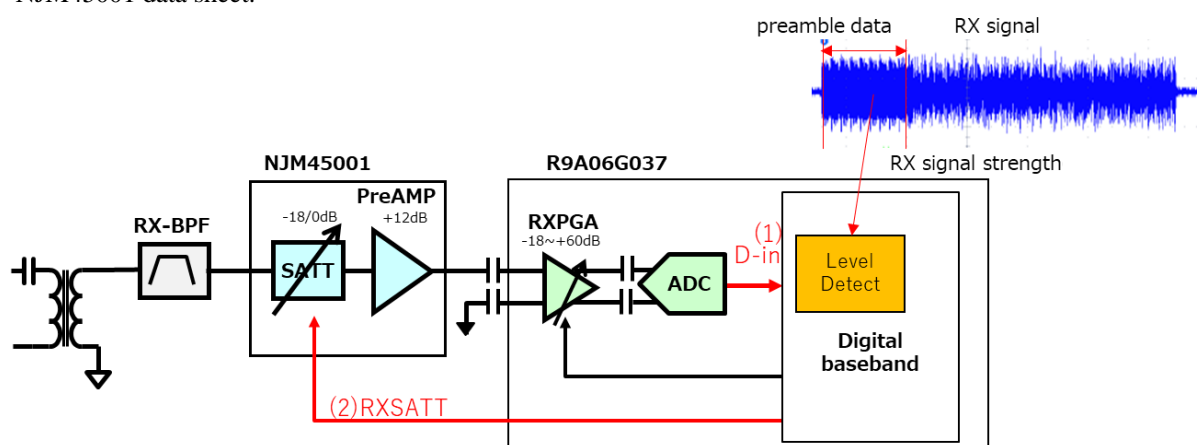 NJM45001 data sheet.
preamble data
RX signal
NJM45001
R9A06G037
RX signal strength
PreAMP
+12dB
-18/0dB
RX-BPF
SATT
RXPGA
-18~+60dB
ADC
(1)
D-in
Level
Detect
Digital
baseband
(2)RXSATT